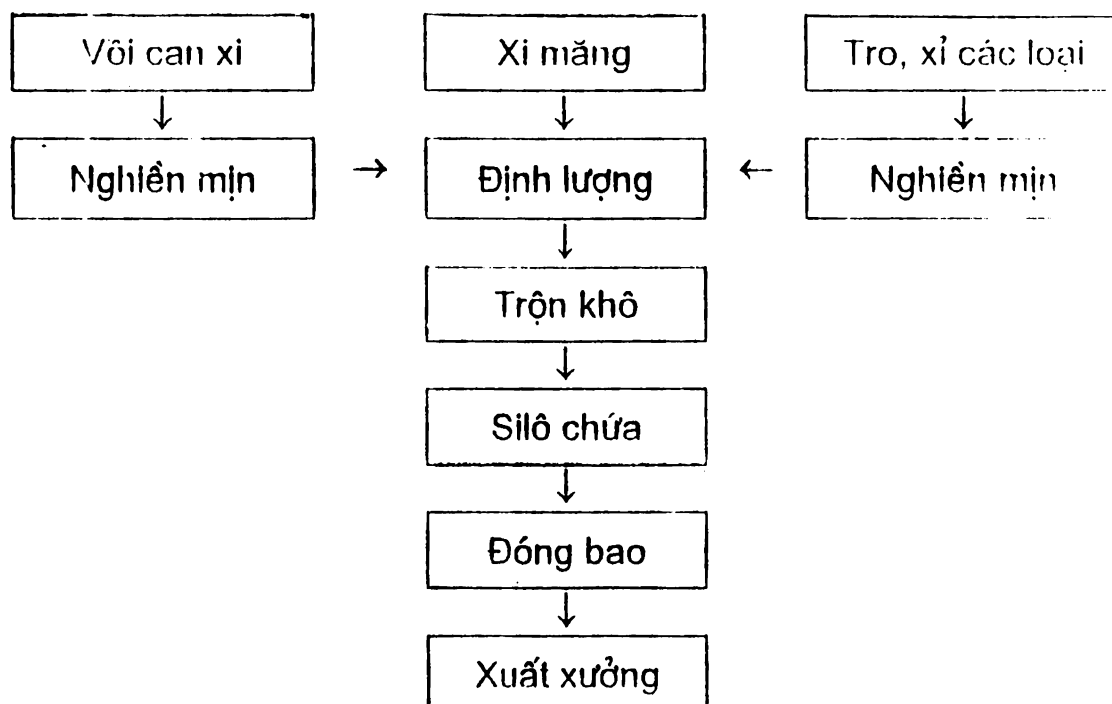 Vôi can xi
Xi măng
Tro, xỉ các loại
Nghiền mịn
→
Định lượng
←
Nghiền mịn
Trộn khô
Silô chứa
Đóng bao
Xuất xưởng